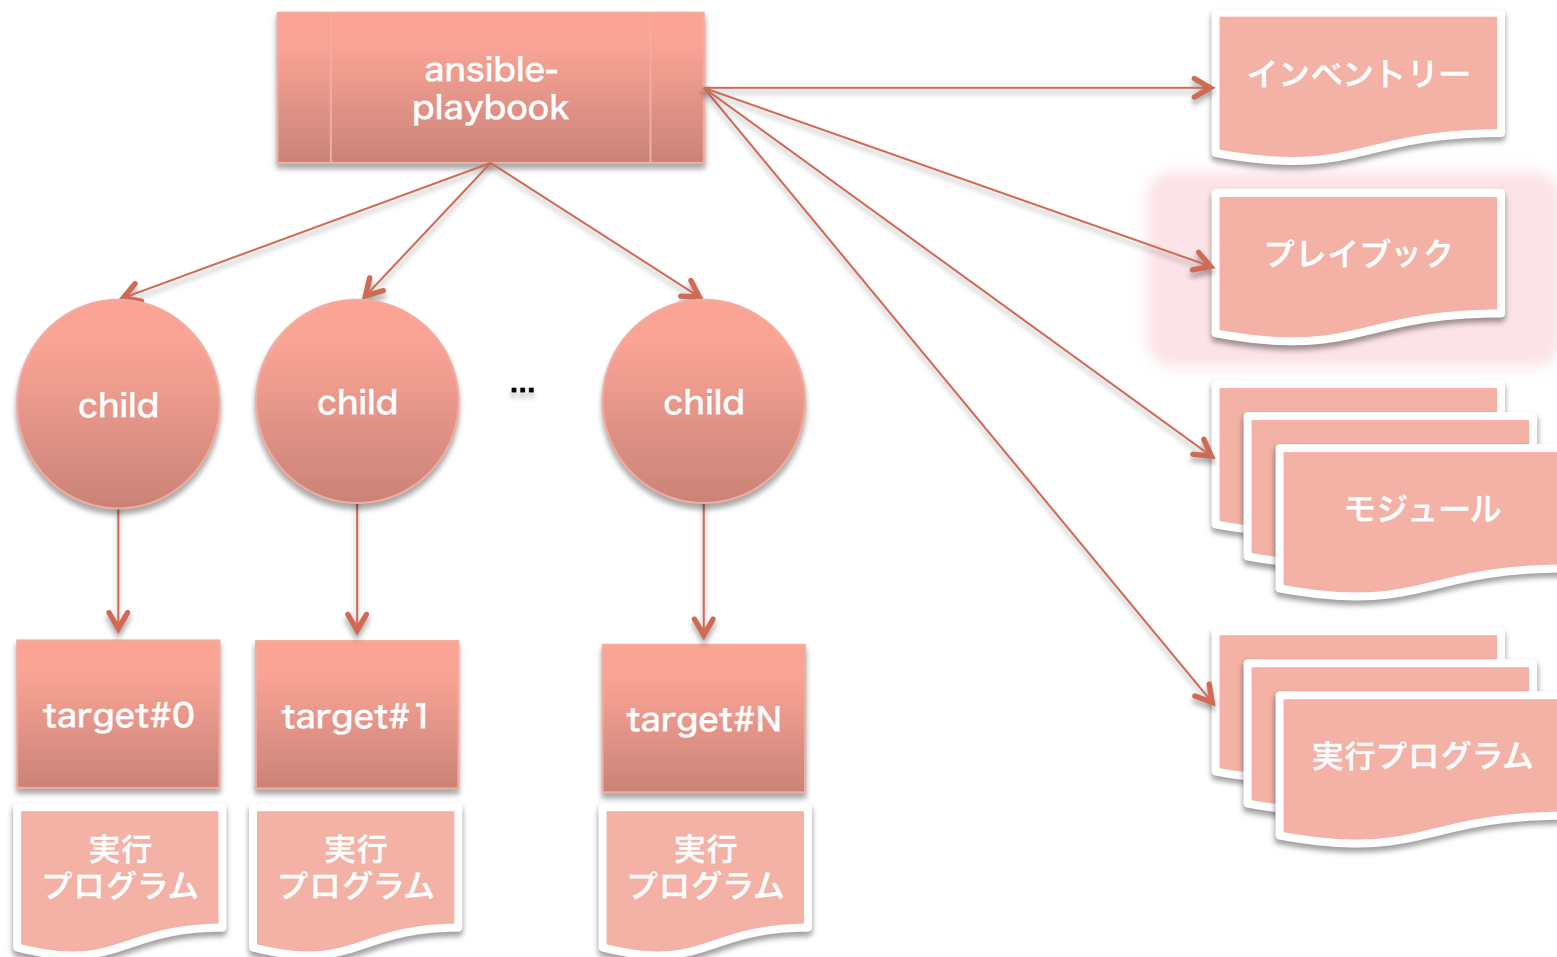 ansible-
playbook
インベントリー
プレイブック
child
child
...
child
モジュール
target#0
target#1
target#N
実行プログラム
実行
プログラム
実行
プログラム
実行
プログラム